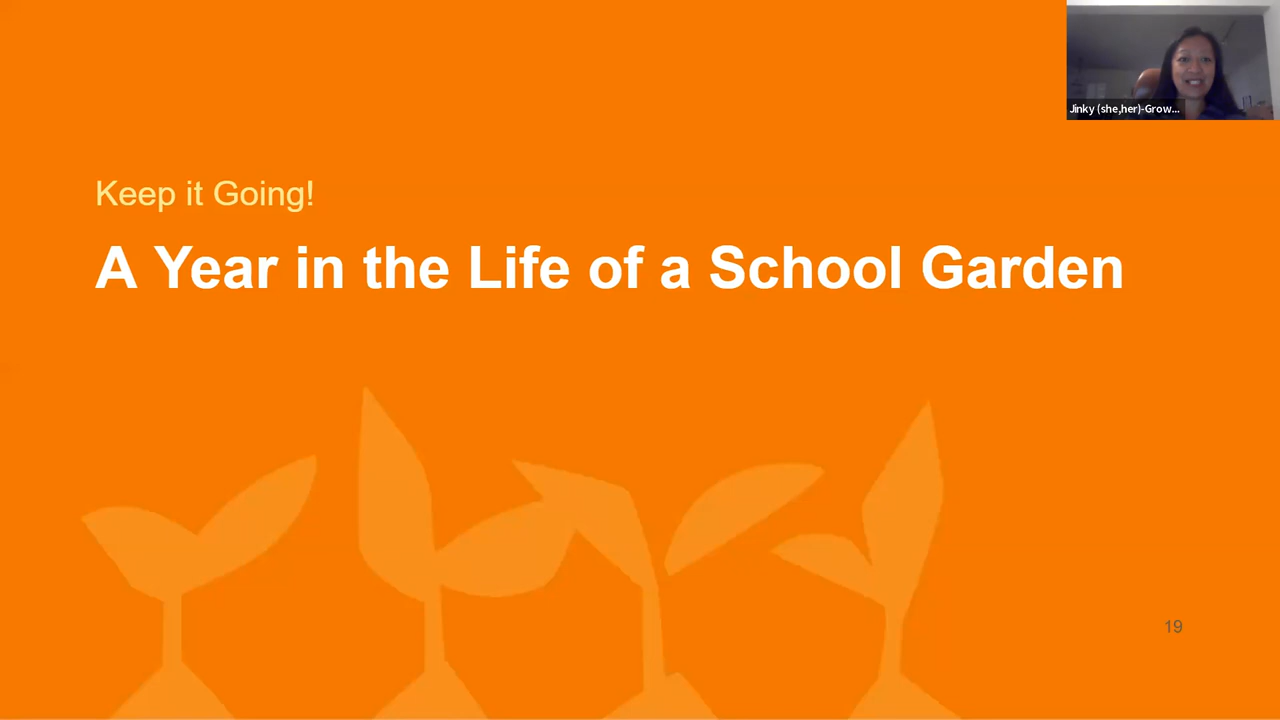 Jinky (she,her)-Grow...
Keep it Going!
A Year in the Life of a School Garden
19